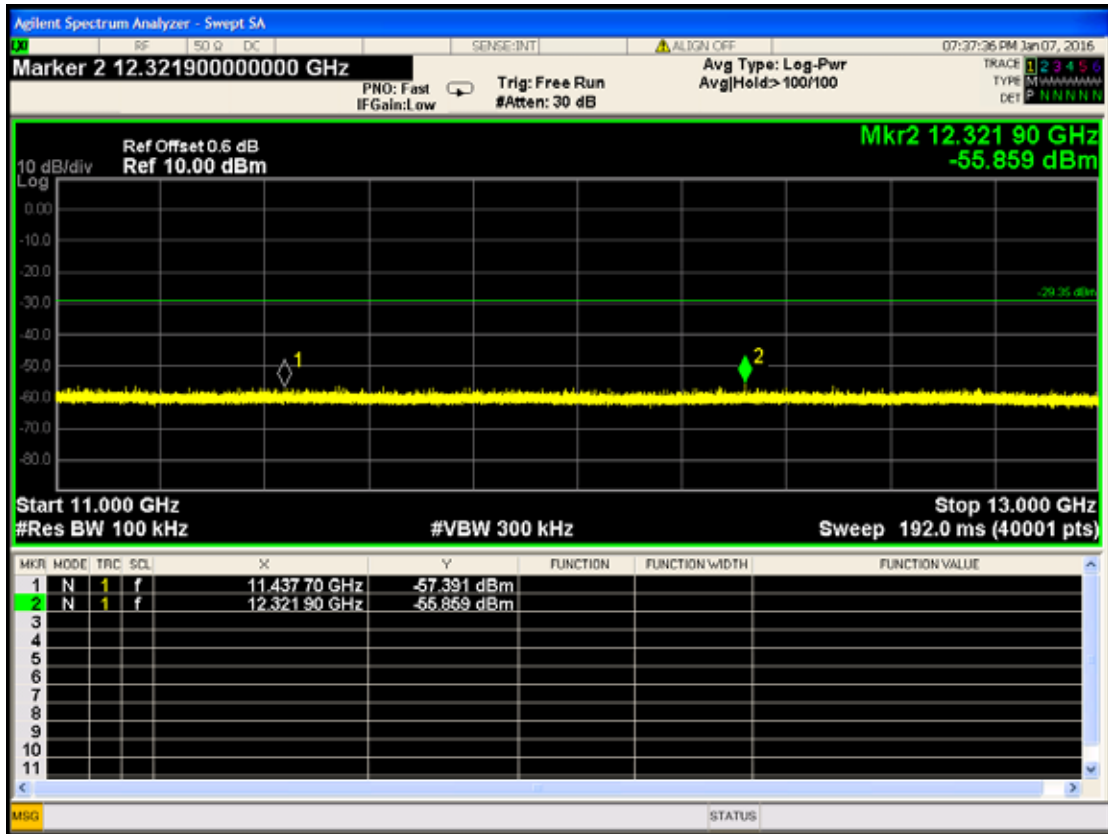 Agilent Spectrum Analyzer - Swept SA
LXI RF 50 Ω DC SENSE:INT ALIGN OFF 07:37:36 PM Jan 07, 2016
Marker 2 12.321900000000 GHz
PNO: Fast
IFGain:Low
Trig: Free Run
#Atten: 30 dB
Avg Type: Log-Pwr
Avg|Hold:> 100/100
TRACE 1 2 3 4 5 6
TYPE M
DET P N N N N N
Mkr2 12.321 90 GHz
-55.859 dBm
Ref Offset 0.6 dB
10 dB/div Ref 10.00 dBm
Log
0.00
-10.0
-20.0
-29.35 dBm
-30.0
-40.0
1
2
-50.0
-60.0
-70.0
-80.0
Start 11.000 GHz Stop 13.000 GHz
#Res BW 100 kHz #VBW 300 kHz Sweep 192.0 ms (40001 pts)
MKR MODE TRC SCL X Y FUNCTION FUNCTION WIDTH FUNCTION VALUE
1 N 1 f 11.437 70 GHz -57.391 dBm
2 N 1 f 12.321 90 GHz -55.859 dBm
3
4
5
6
7
8
9
10
11
MSG STATUS